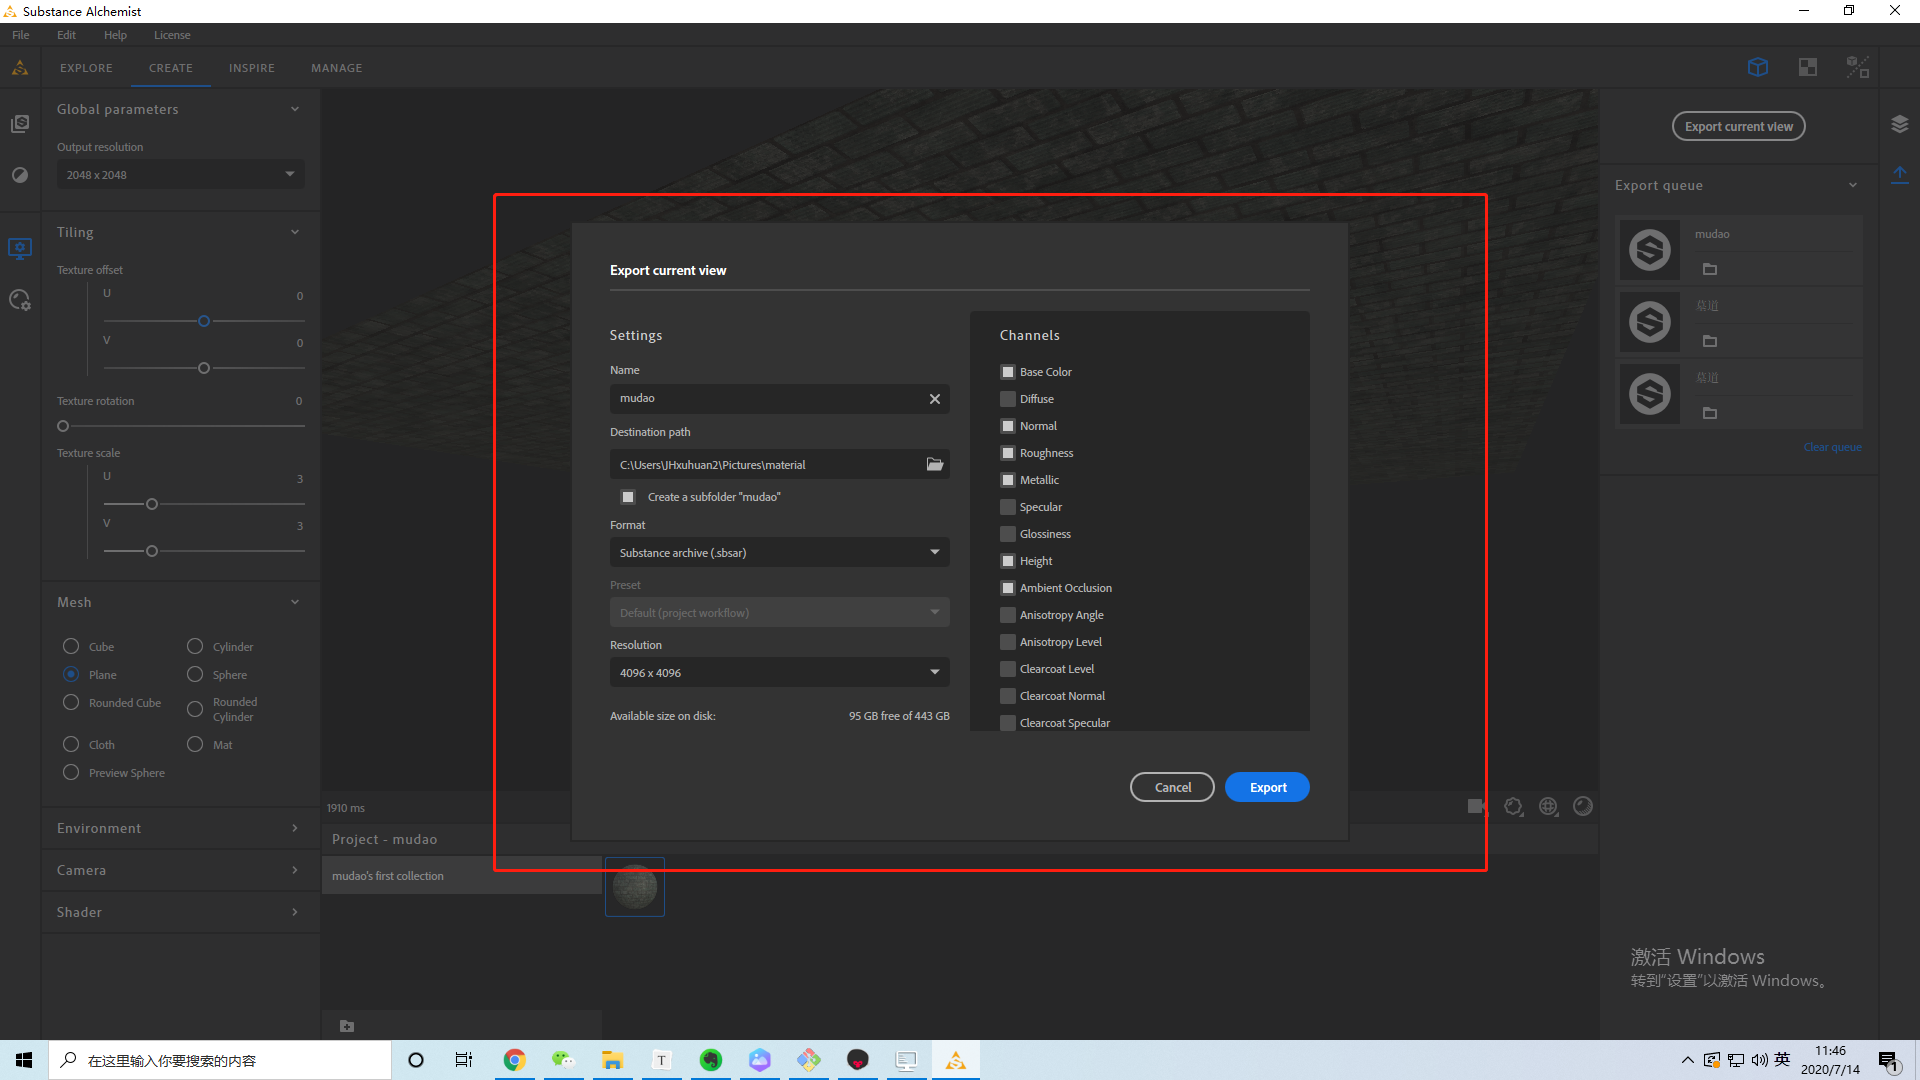 Substance Alchemist
File Edit Help License
EXPLORE CREATE INSPIRE MANAGE
Global parameters
Output resolution
2048 x 2048
Tiling
Texture offset
U 0
V 0
Texture rotation 0
Texture scale
U 3
V 3
Mesh
Cube Cylinder
Plane Sphere
Rounded Cube Rounded
Cylinder
Cloth Mat
Preview Sphere
Environment
Camera
Shader
Export current view
Settings
Name
mudao
Destination path
C:\Users\JHxuhuan2\Pictures\material
Create a subfolder "mudao"
Format
Substance archive (.sbsar)
Preset
Default (project workflow)
Resolution
4096 x 4096
Available size on disk: 95 GB free of 443 GB
Channels
Base Color
Diffuse
Normal
Roughness
Metallic
Specular
Glossiness
Height
Ambient Occlusion
Anisotropy Angle
Anisotropy Level
Clearcoat Level
Clearcoat Normal
Clearcoat Specular
Cancel Export
1910 ms
Project - mudao
mudao's first collection
Export current view
Export queue
mudao
墓道
墓道
Clear queue
激活 Windows
转到"设置"以激活 Windows。
在这里输入你要搜索的内容
T
英
11:46
2020/7/14
1